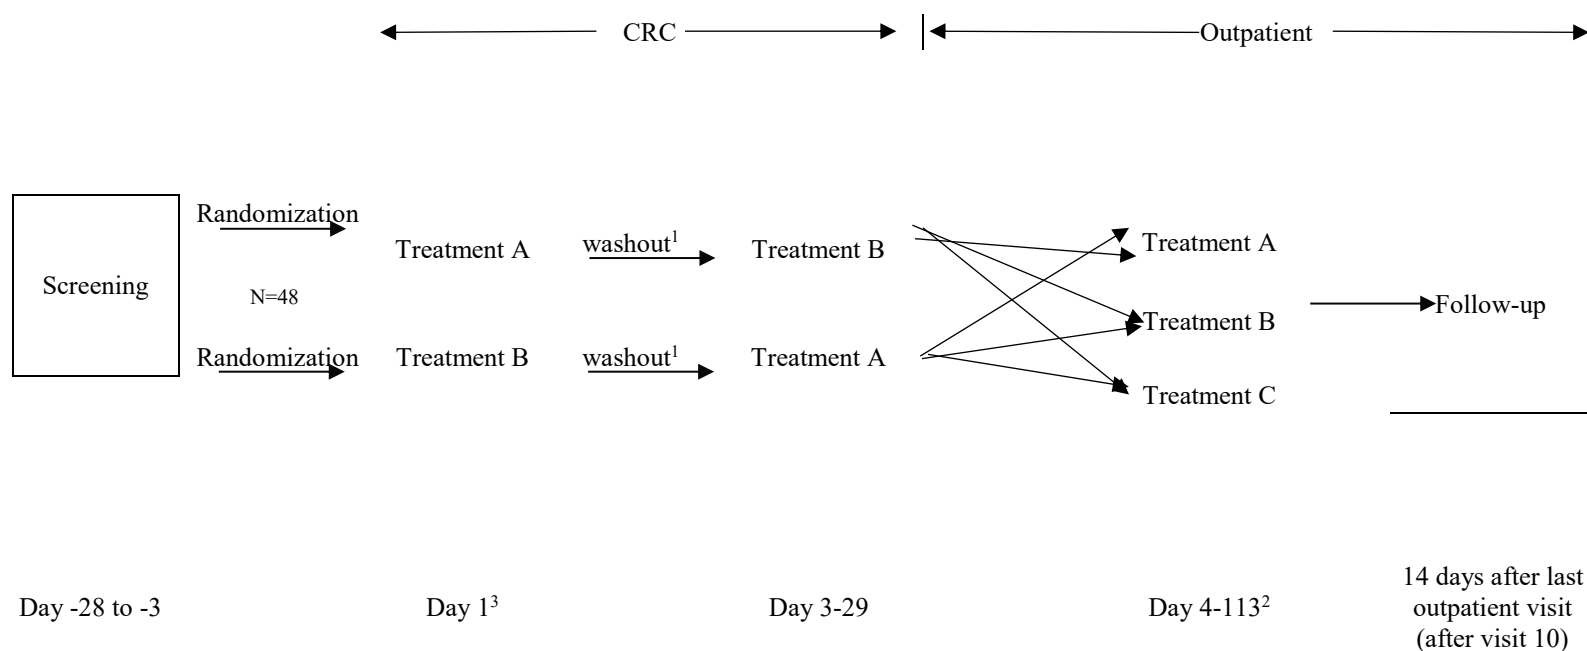 CRC
Outpatient
Randomization
Treatment A
washout¹
Treatment B
Treatment A
Screening
N=48
Treatment B
Follow-up
Randomization
Treatment B
washout¹
Treatment A
Treatment C
Day -28 to -3
Day 1³
Day 3-29
Day 4-113²
14 days after last
outpatient visit
(after visit 10)